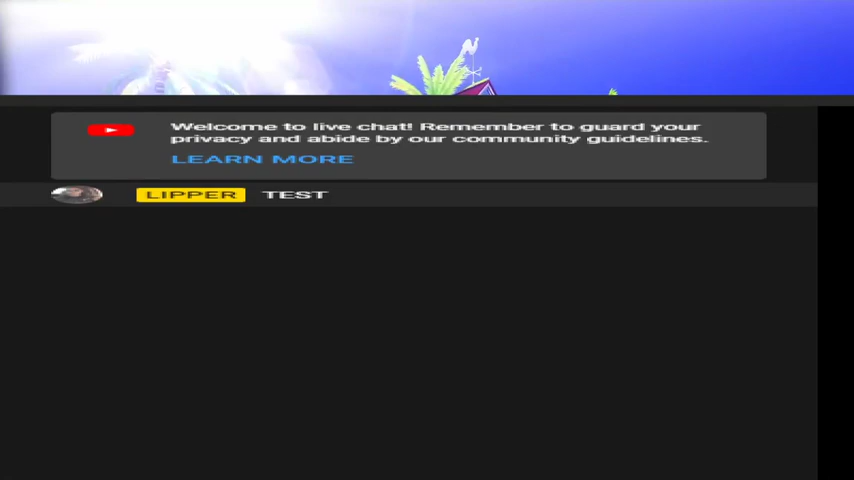 Welcome to live chat! Remember to guard your
privacy and abide by our community guidelines.
LEARN MORE
LIPPER TEST